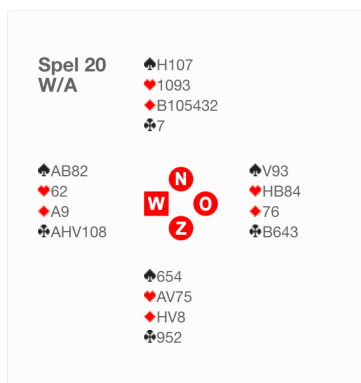 Spel 20
W/A
♠H107
♥1093
♦B105432
♣7
♠AB82
♥62
♦A9
♣AHV108
N
W O
Z
♠V93
♥HB84
♦76
♣B643
♠654
♥AV75
♦HV8
♣952